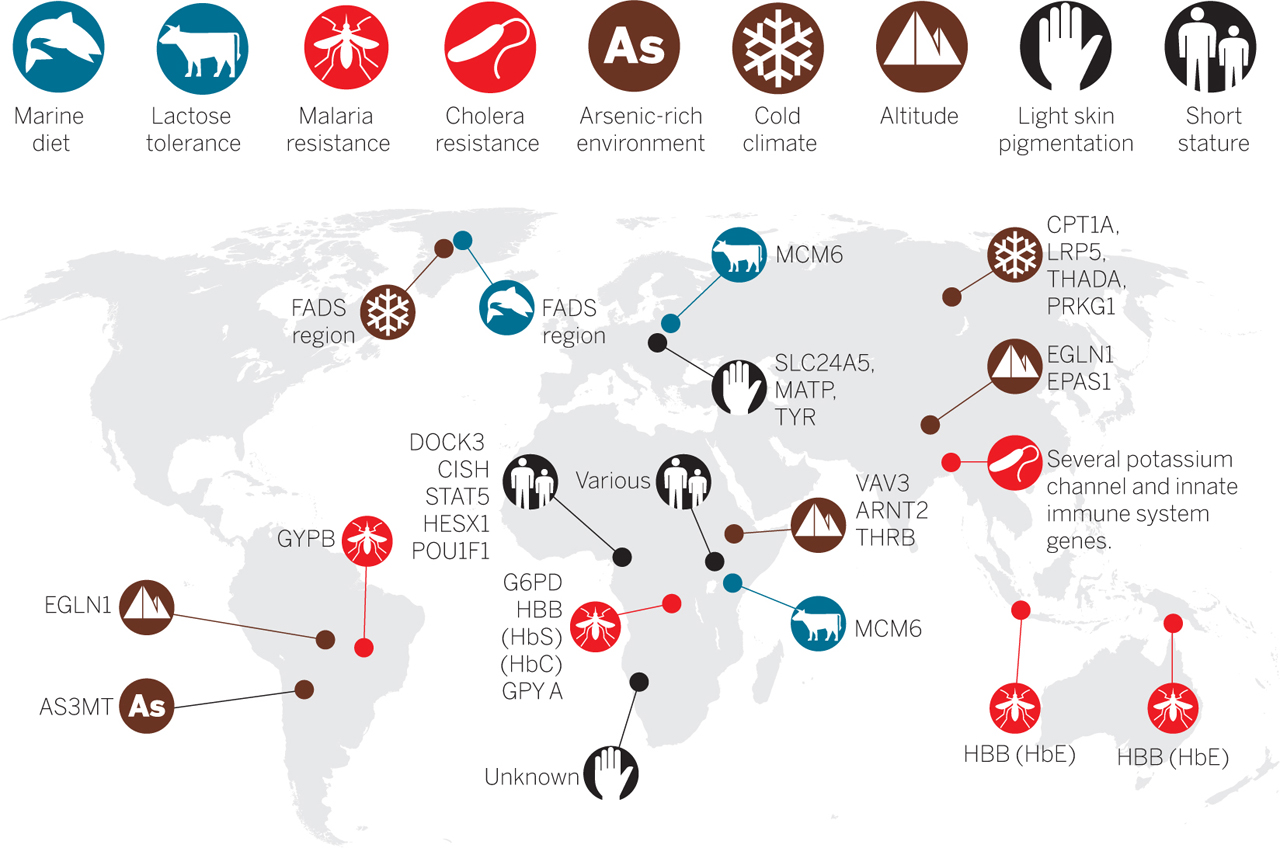 As
Marine
diet
Lactose
tolerance
Malaria
resistance
Cholera
resistance
Arsenic-rich
environment
Cold
climate
Altitude
Light skin
pigmentation
Short
stature
FADS
region
FADS
region
MCM6
CPT1A,
LRP5,
THADA,
PRKG1
SLC24A5,
MATP,
TYR
EGLN1
EPAS1
DOCK3
CISH
STAT5
HESX1
POU1F1
Various
VAV3
ARNT2
THRB
Several potassium
channel and innate
immune system
genes.
GYPB
EGLN1
AS3MT
As
G6PD
HBB
(HbS)
(HbC)
GPY A
MCM6
Unknown
HBB (HbE)
HBB (HbE)